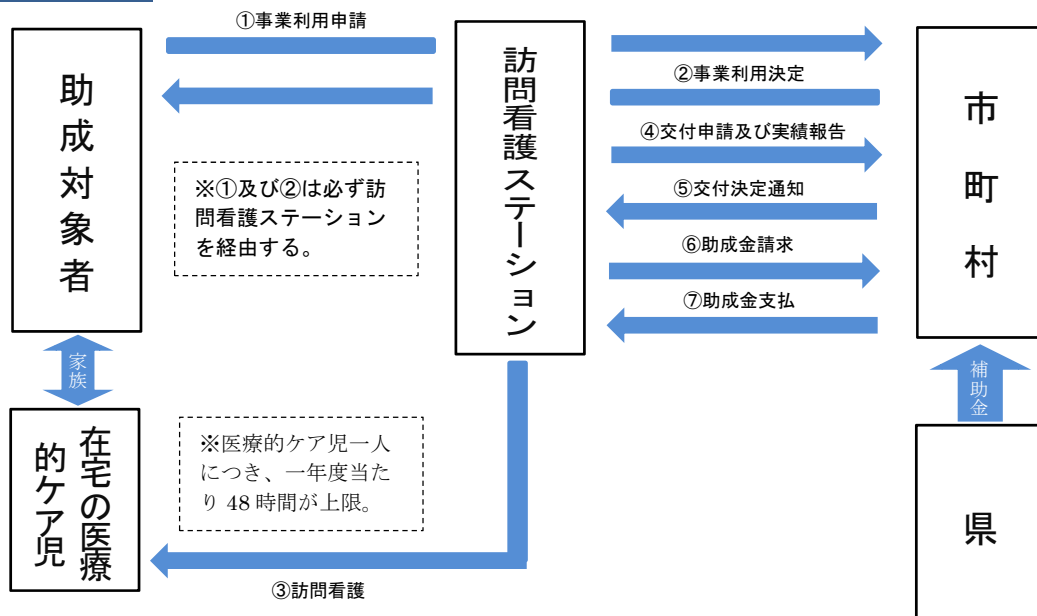 ①事業利用申請
②事業利用決定
④交付申請及び実績報告
⑤交付決定通知
⑥助成金請求
⑦助成金支払
助成対象者
訪問看護ステーション
市町村
※①及び②は必ず訪
問看護ステーション
を経由する。
家族
補助金
在宅の医療
的ケア児
※医療的ケア児一人
につき、一年度当た
り 48 時間が上限。
県
③訪問看護